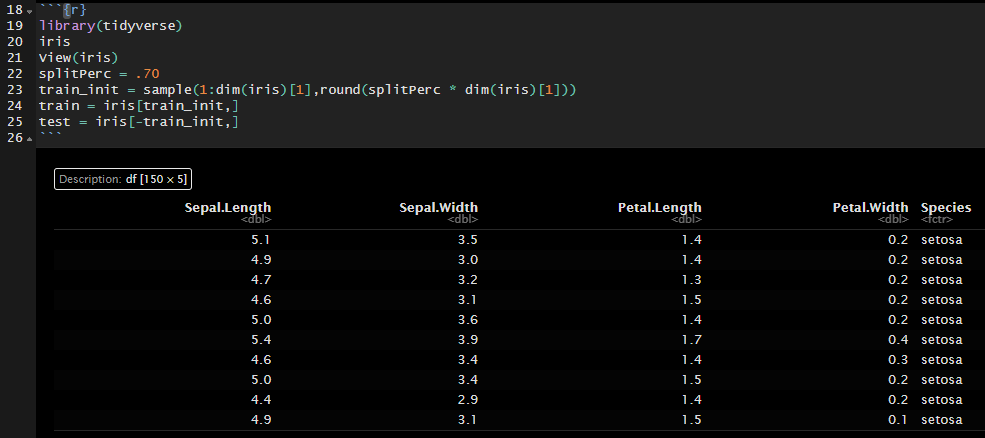 18 ```{r}
19 library(tidyverse)
20 iris
21 View(iris)
22 splitPerc = .70
23 train_init = sample(1:dim(iris)[1],round(splitPerc * dim(iris)[1]))
24 train = iris[train_init,]
25 test = iris[-train_init,]
26 ```
Description: df [150 × 5]
Sepal.Length Sepal.Width Petal.Length Petal.Width Species
<dbl> <dbl> <dbl> <dbl> <fctr>
5.1 3.5 1.4 0.2 setosa
4.9 3.0 1.4 0.2 setosa
4.7 3.2 1.3 0.2 setosa
4.6 3.1 1.5 0.2 setosa
5.0 3.6 1.4 0.2 setosa
5.4 3.9 1.7 0.4 setosa
4.6 3.4 1.4 0.3 setosa
5.0 3.4 1.5 0.2 setosa
4.4 2.9 1.4 0.2 setosa
4.9 3.1 1.5 0.1 setosa